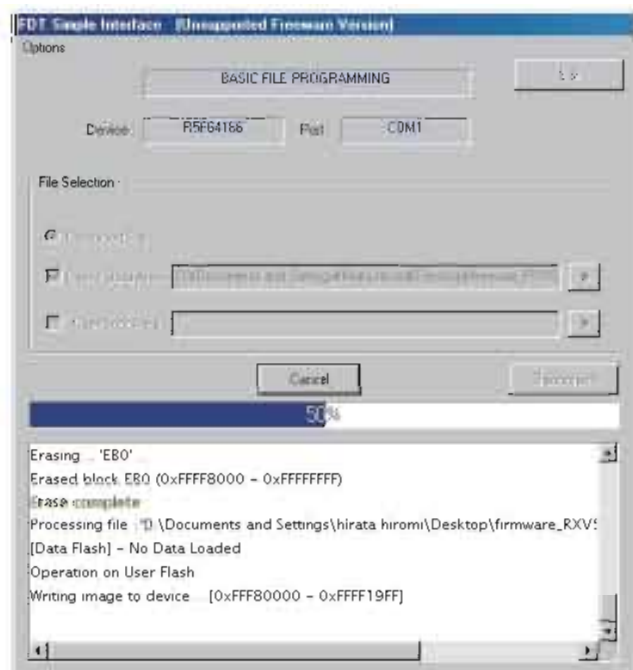 FDT Simple Interface (Unsupported Freeware Version)
Options
BASIC FILE PROGRAMMING
Device R5F64166 Port COM1
File Selection
Cancel
50%
Erasing 'EB0'
Erased block EB0 (0xFFFF8000 - 0xFFFFFFFF)
Erase complete
Processing file "D \Documents and Settings\hirata hiromi\Desktop\firmware_RXV5
[Data Flash] - No Data Loaded
Operation on User Flash
Writing image to device [0xFFF80000 - 0xFFFF19FF]